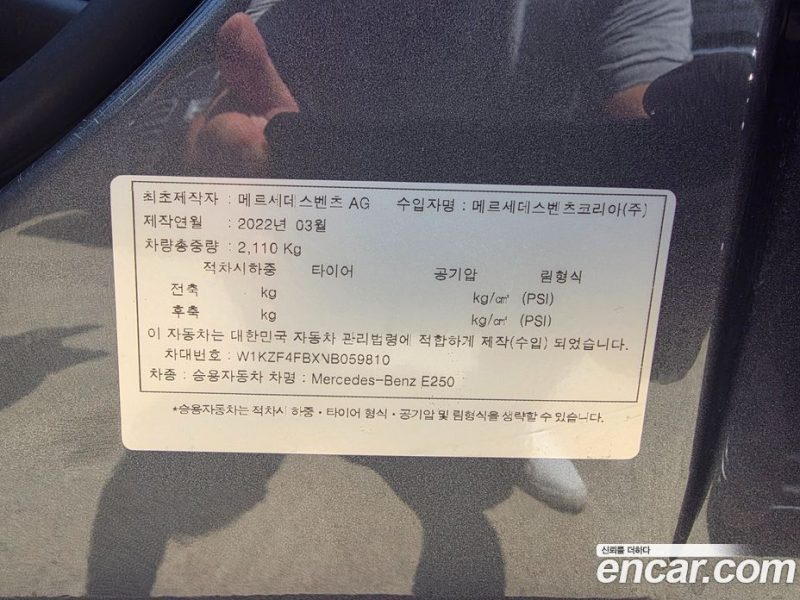 최초제작자 : 메르세데스벤츠 AG 수입자명 : 메르세데스벤츠코리아(주)
제작연월 : 2022년 03월
차량총중량 : 2,110 Kg
적차시하중 타이어 공기압 림형식
전축 kg kg/㎠ (PSI)
후축 kg kg/㎠ (PSI)
이 자동차는 대한민국 자동차 관리법령에 적합하게 제작(수입) 되었습니다.
차대번호 : W1KZF4FBXNB059810
차종 : 승용자동차 차명 : Mercedes-Benz E250
*승용자동차는 적차시 하중 · 타이어 형식 · 공기압 및 림형식을 생략할 수 있습니다.
신뢰를 더하다
encar.com